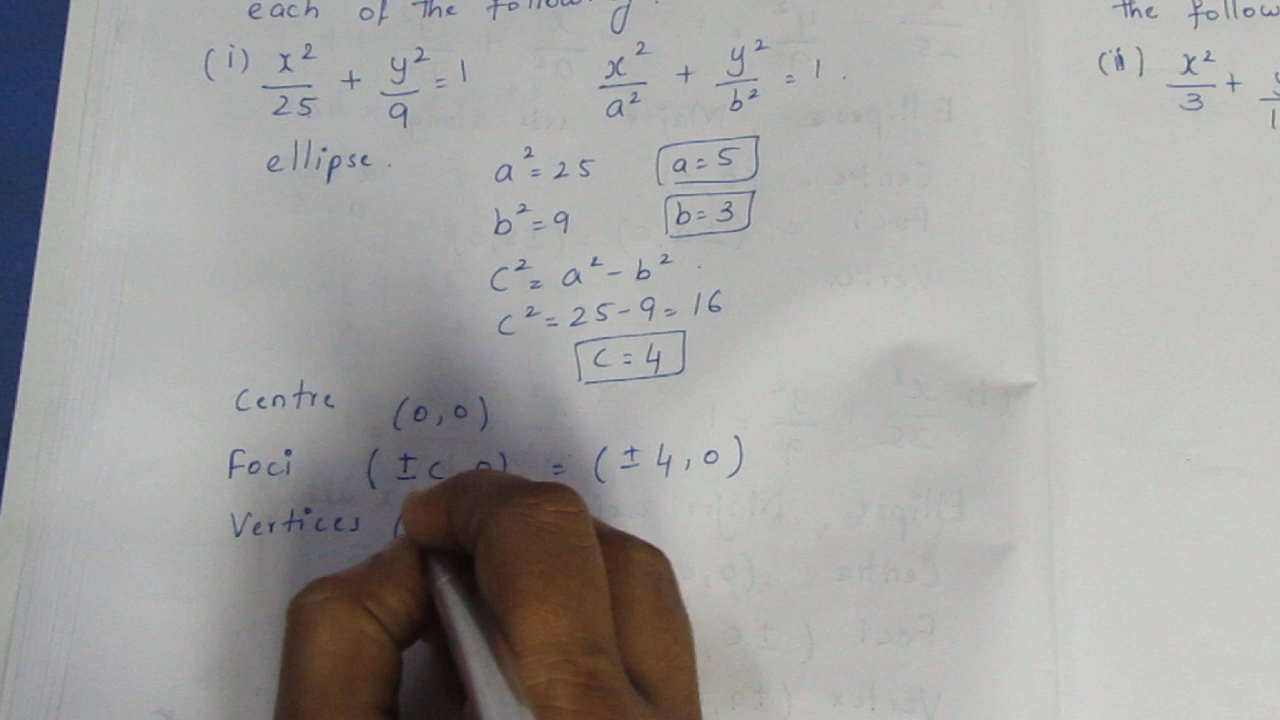 each of the following.
(i) x²/25 + y²/9 = 1    x²/a² + y²/b² = 1.
ellipse.
a² = 25    a = 5
b² = 9    b = 3
c² = a² - b².
c² = 25 - 9 = 16
c = 4
Centre (0,0)
Foci (± c, 0) = (± 4, 0)
Vertices (
the follow
(ii) x²/3 +